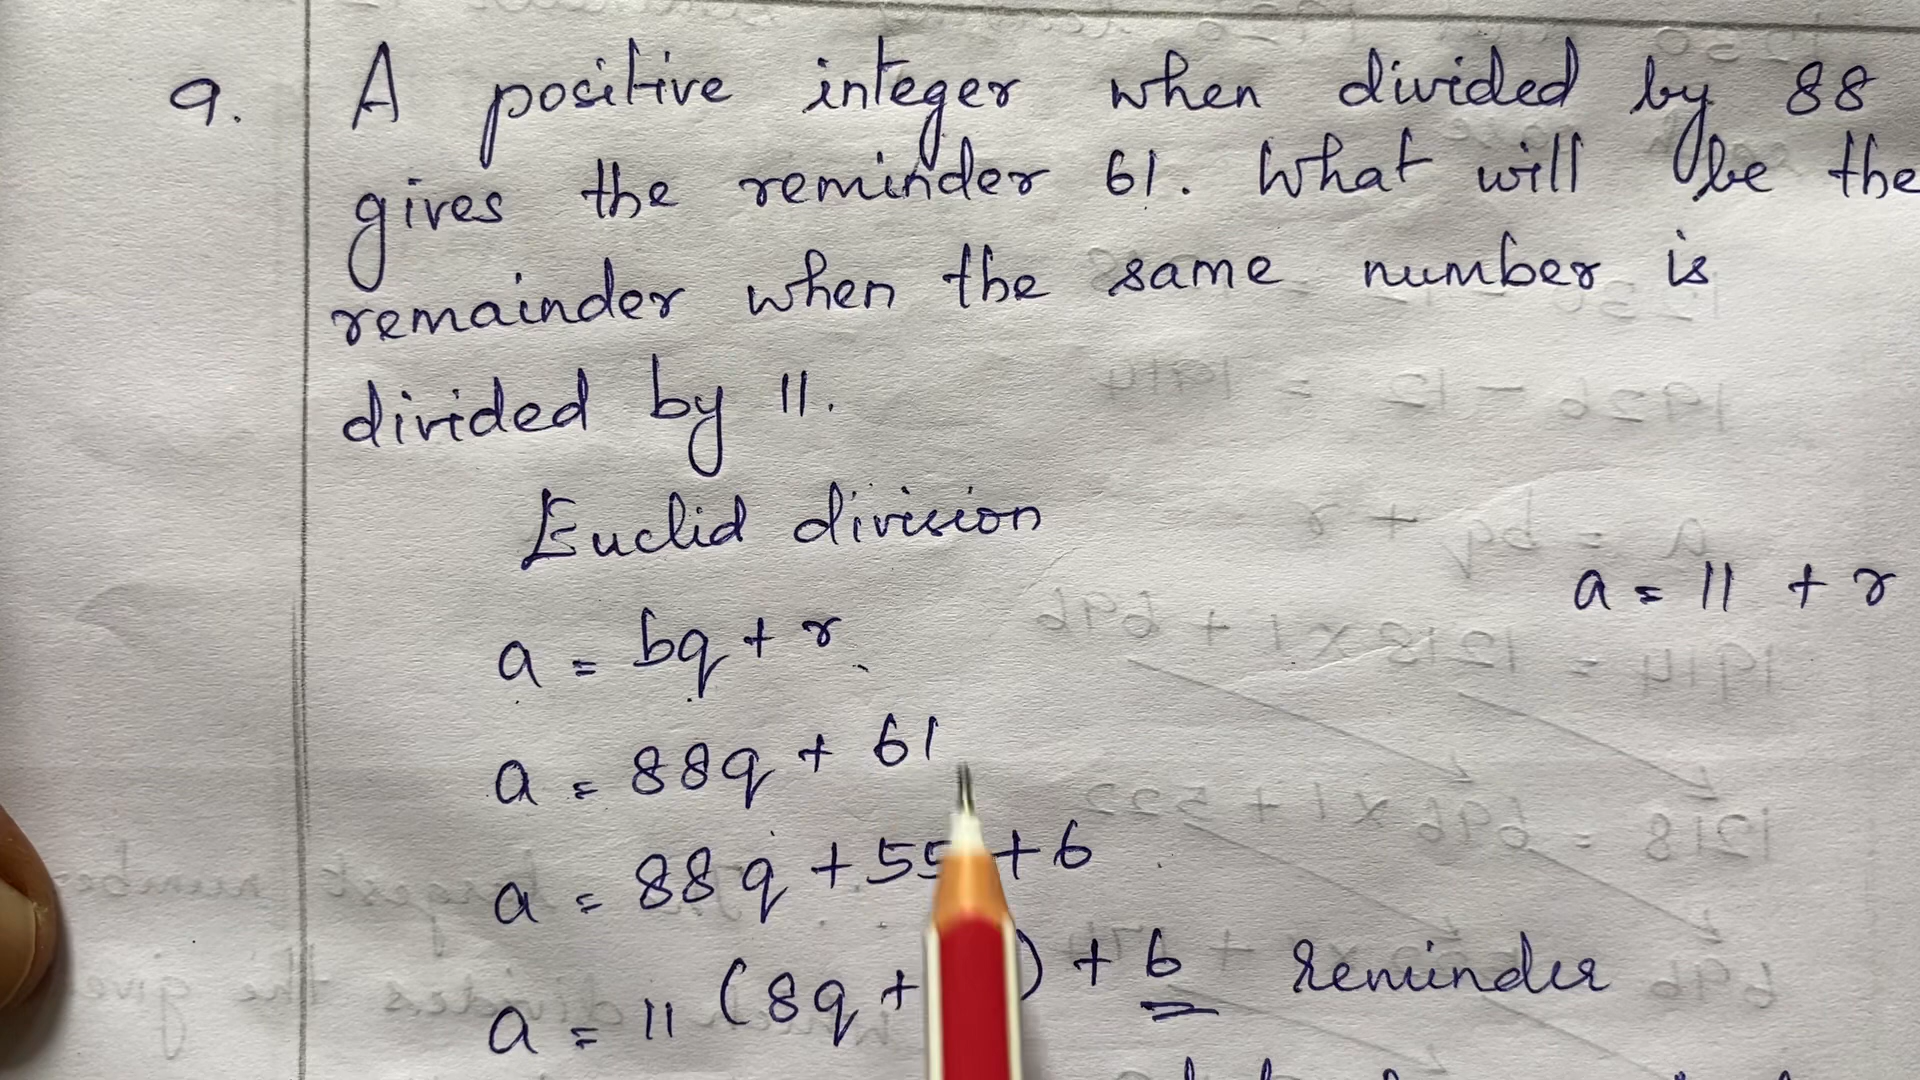 9. A positive integer when divided by 88
gives the reminder 61. What will be the
remainder when the same number is
divided by 11.
Euclid division
a = 11 + r
a = bq + r
a = 88q + 61
a = 88q + 55 + 6
a = 11 (8q + ) + 6 reminder